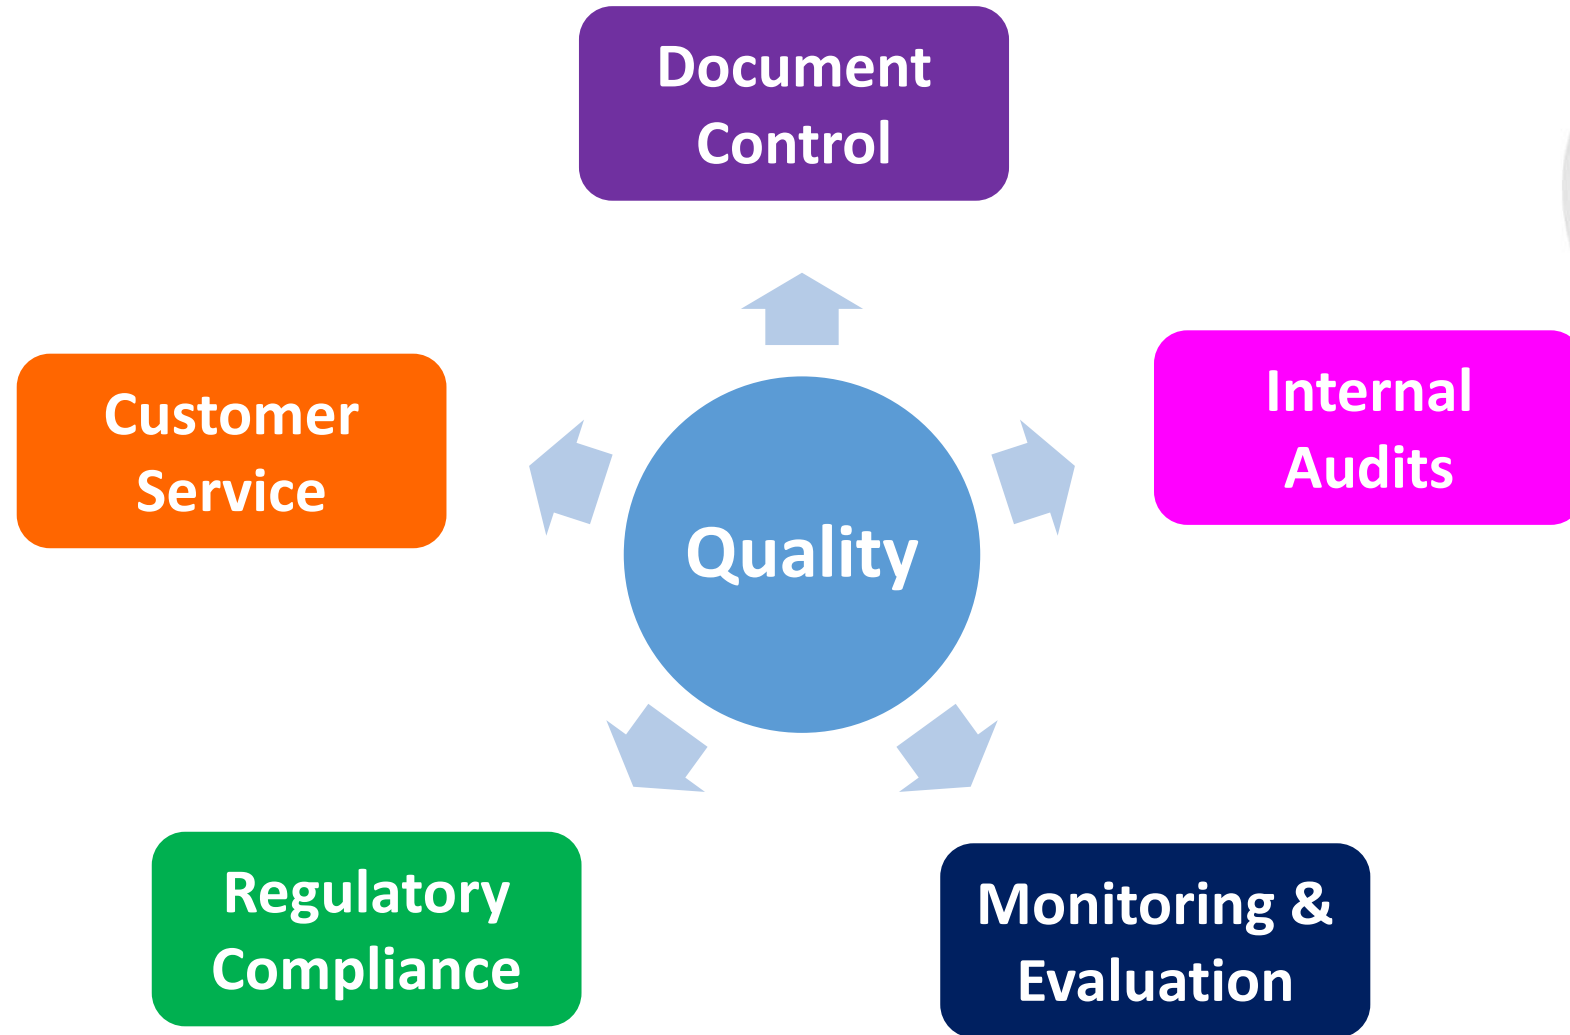 Document
Control
Customer
Service
Internal
Audits
Quality
Regulatory
Compliance
Monitoring &
Evaluation